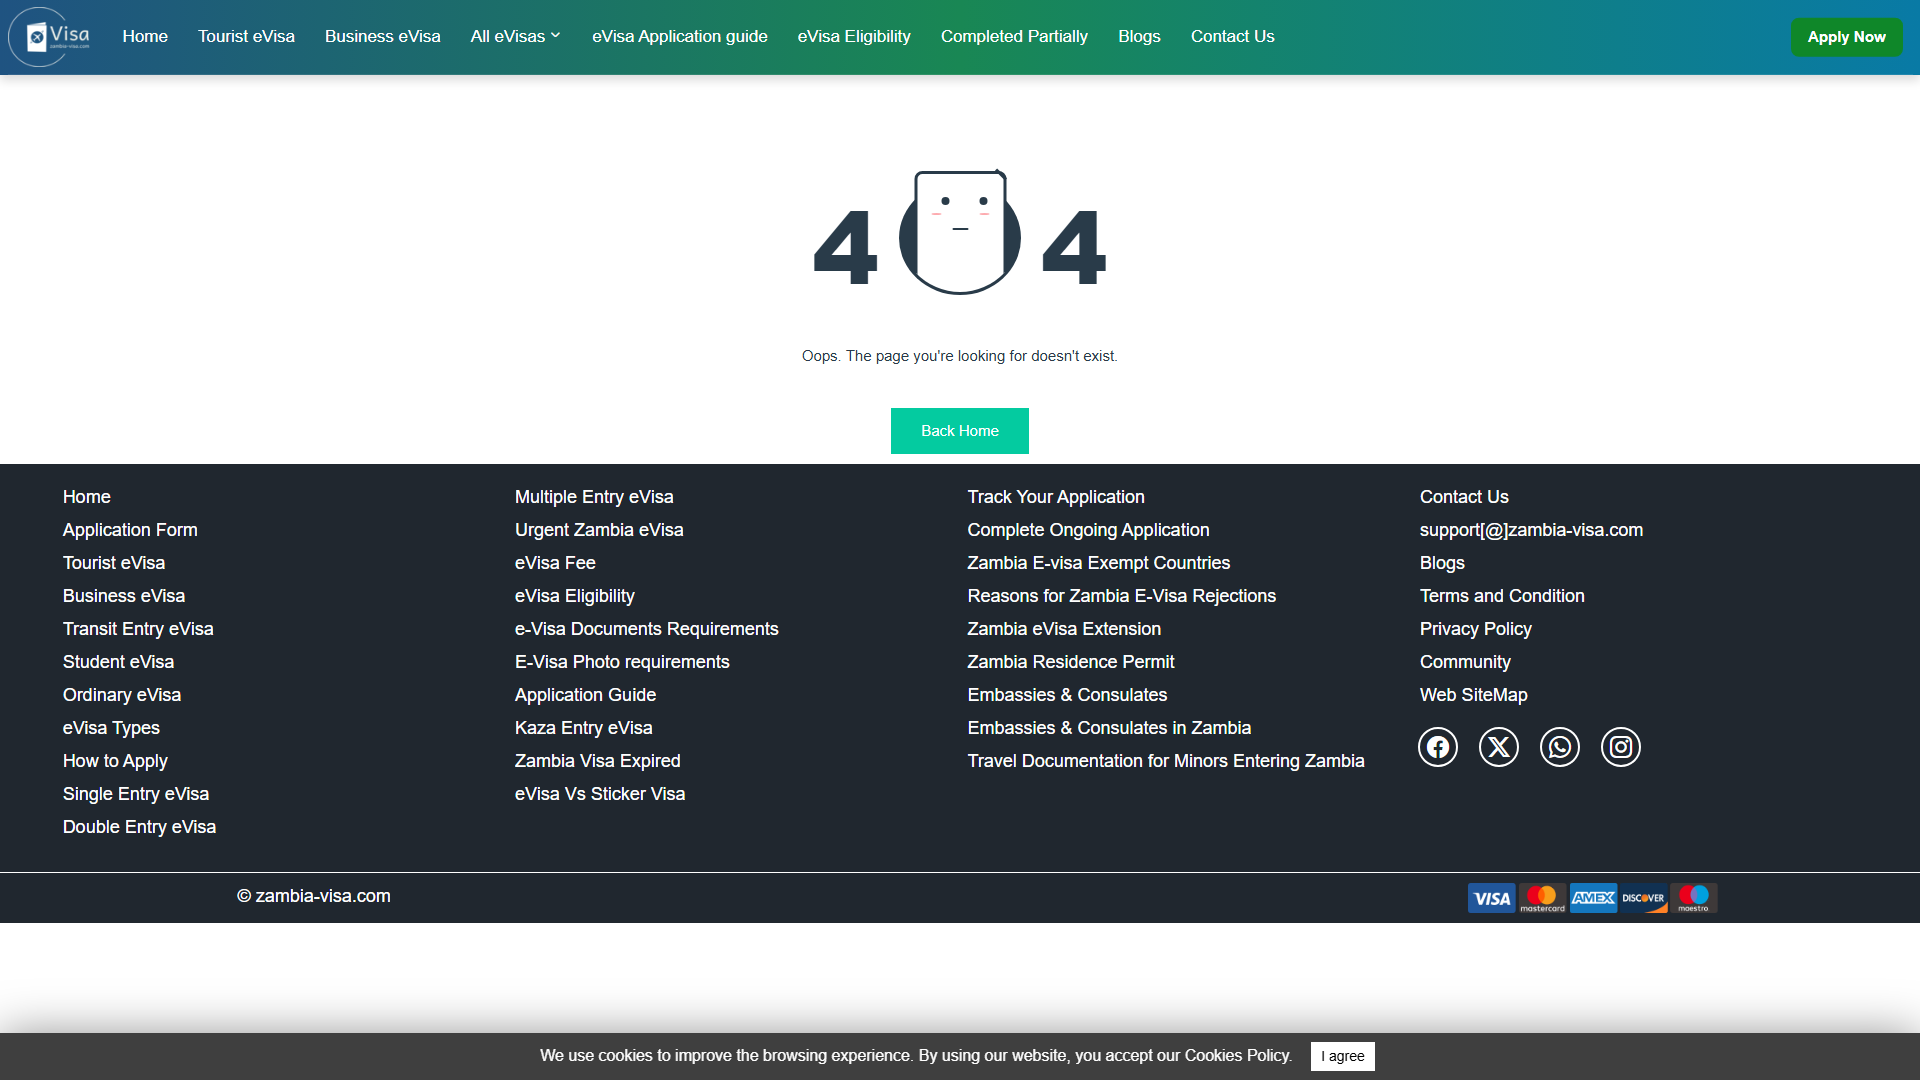 Visa
zambia-visa.com
Home
Tourist eVisa
Business eVisa
All eVisas
eVisa Application guide
eVisa Eligibility
Completed Partially
Blogs
Contact Us
Apply Now
4 4
Oops. The page you're looking for doesn't exist.
Back Home
Home
Application Form
Tourist eVisa
Business eVisa
Transit Entry eVisa
Student eVisa
Ordinary eVisa
eVisa Types
How to Apply
Single Entry eVisa
Double Entry eVisa
Multiple Entry eVisa
Urgent Zambia eVisa
eVisa Fee
eVisa Eligibility
e-Visa Documents Requirements
E-Visa Photo requirements
Application Guide
Kaza Entry eVisa
Zambia Visa Expired
eVisa Vs Sticker Visa
Track Your Application
Complete Ongoing Application
Zambia E-visa Exempt Countries
Reasons for Zambia E-Visa Rejections
Zambia eVisa Extension
Zambia Residence Permit
Embassies & Consulates
Embassies & Consulates in Zambia
Travel Documentation for Minors Entering Zambia
Contact Us
support[@]zambia-visa.com
Blogs
Terms and Condition
Privacy Policy
Community
Web SiteMap
© zambia-visa.com
VISA
mastercard
AMEX
DISCOVER
maestro
We use cookies to improve the browsing experience. By using our website, you accept our Cookies Policy.
I agree